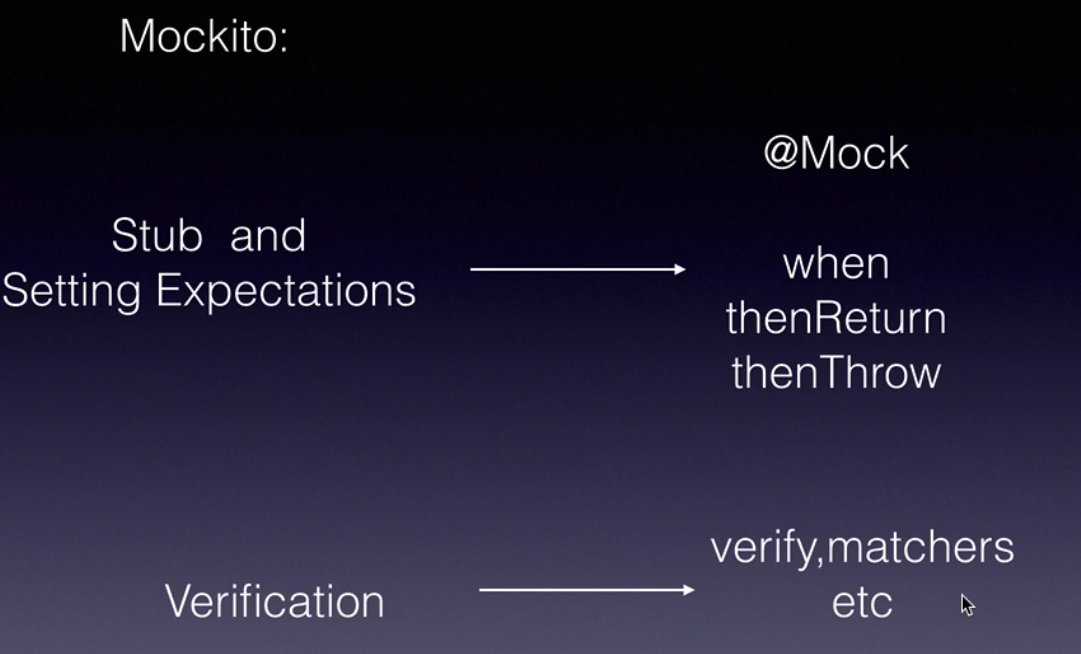 Mockito:
@Mock
Stub and
Setting Expectations
when
thenReturn
thenThrow
Verification
verify,matchers
etc